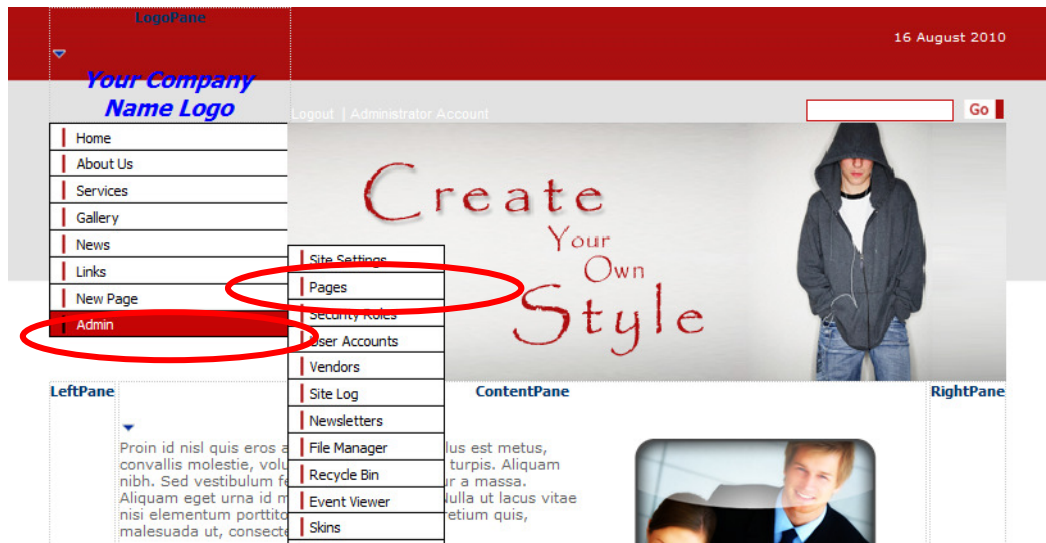 LogoPane
16 August 2010
Your Company
Name Logo
Logout | Administrator Account
Go
Home
About Us
Services
Gallery
News
Links
New Page
Admin
Create
Your
Own
Style
Site Settings
Pages
Security Roles
User Accounts
Vendors
Site Log
Newsletters
File Manager
Recycle Bin
Event Viewer
Skins
LeftPane
ContentPane
RightPane
Proin id nisl quis eros a lus est metus,
convallis molestie, volu turpis. Aliquam
nibh. Sed vestibulum fe ur a massa.
Aliquam eget urna id m Nulla ut lacus vitae
nisi elementum porttito retium quis,
malesuada ut, consecte